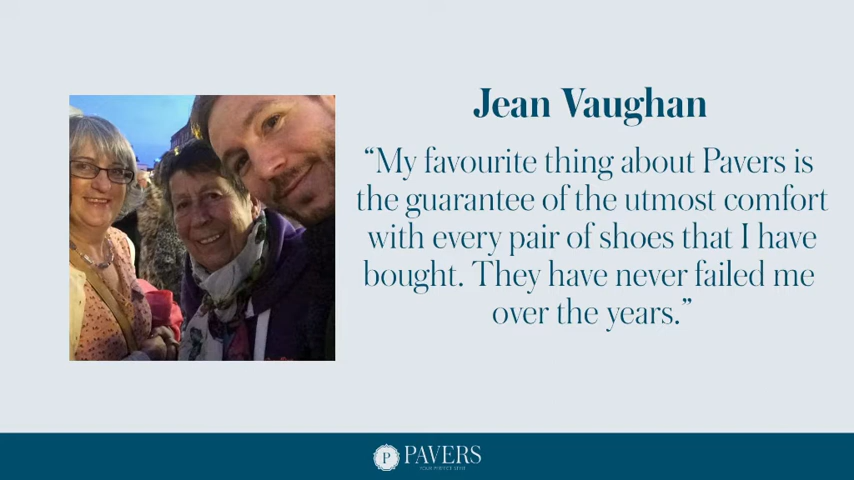 Jean Vaughan
“My favourite thing about Pavers is
the guarantee of the utmost comfort
with every pair of shoes that I have
bought. They have never failed me
over the years.”
P PAVERS